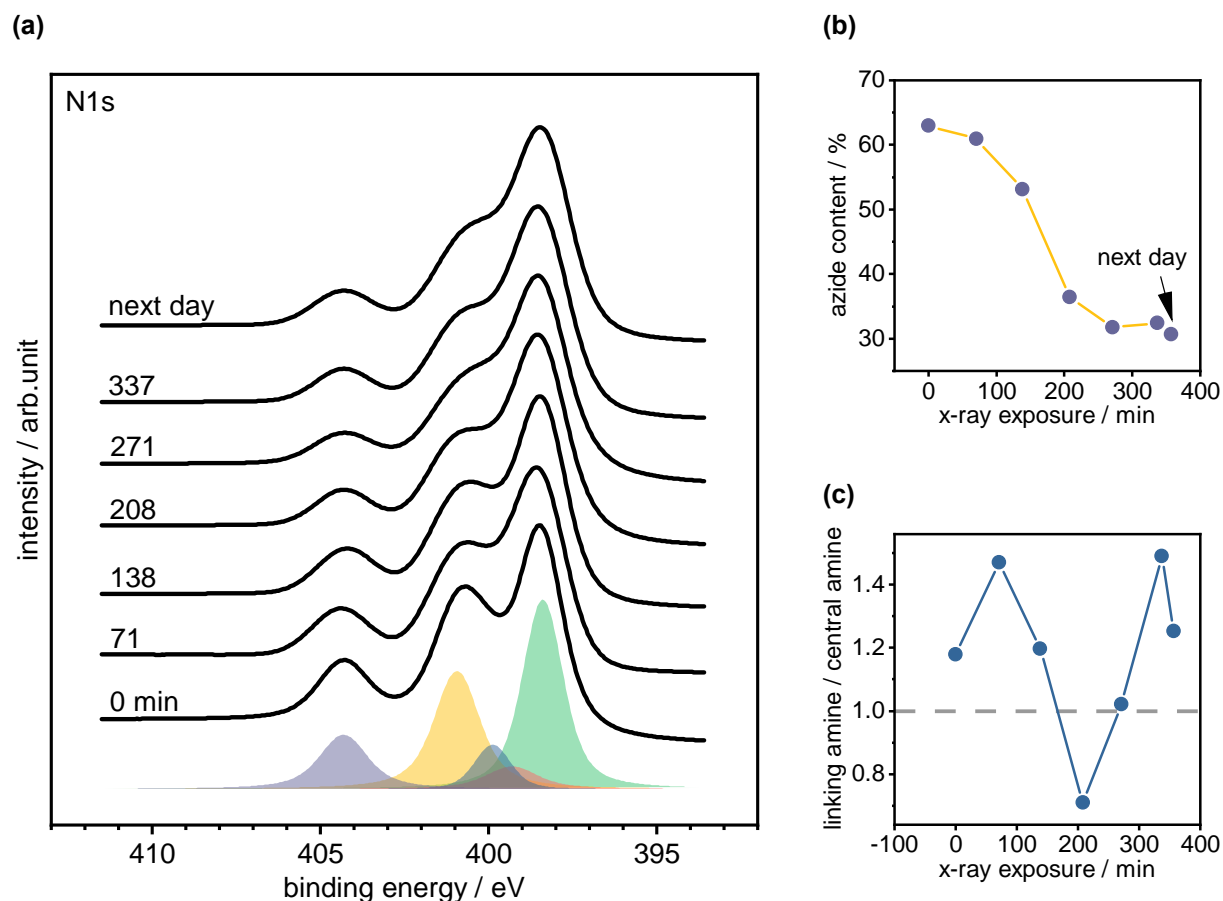 (a)
N1s
next day
337
271
208
138
71
0 min
intensity / arb.unit
410
405
400
395
binding energy / eV
(b)
70
60
50
40
30
azide content / %
next day
0
100
200
300
400
x-ray exposure / min
(c)
1.4
1.2
1.0
0.8
linking amine / central amine
-100
0
100
200
300
400
x-ray exposure / min